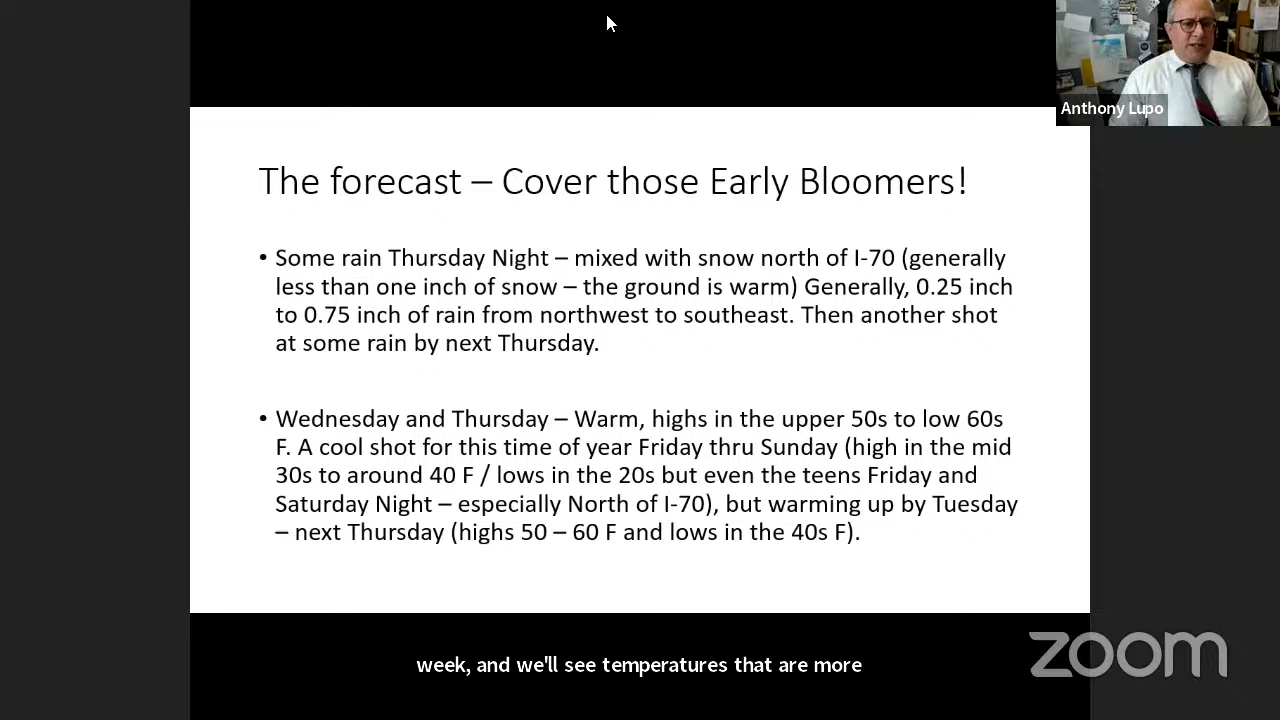 Anthony Lupo
The forecast – Cover those Early Bloomers!
• Some rain Thursday Night – mixed with snow north of I-70 (generally
less than one inch of snow – the ground is warm) Generally, 0.25 inch
to 0.75 inch of rain from northwest to southeast. Then another shot
at some rain by next Thursday.
• Wednesday and Thursday – Warm, highs in the upper 50s to low 60s
F. A cool shot for this time of year Friday thru Sunday (high in the mid
30s to around 40 F / lows in the 20s but even the teens Friday and
Saturday Night – especially North of I-70), but warming up by Tuesday
– next Thursday (highs 50 – 60 F and lows in the 40s F).
week, and we'll see temperatures that are more
zoom